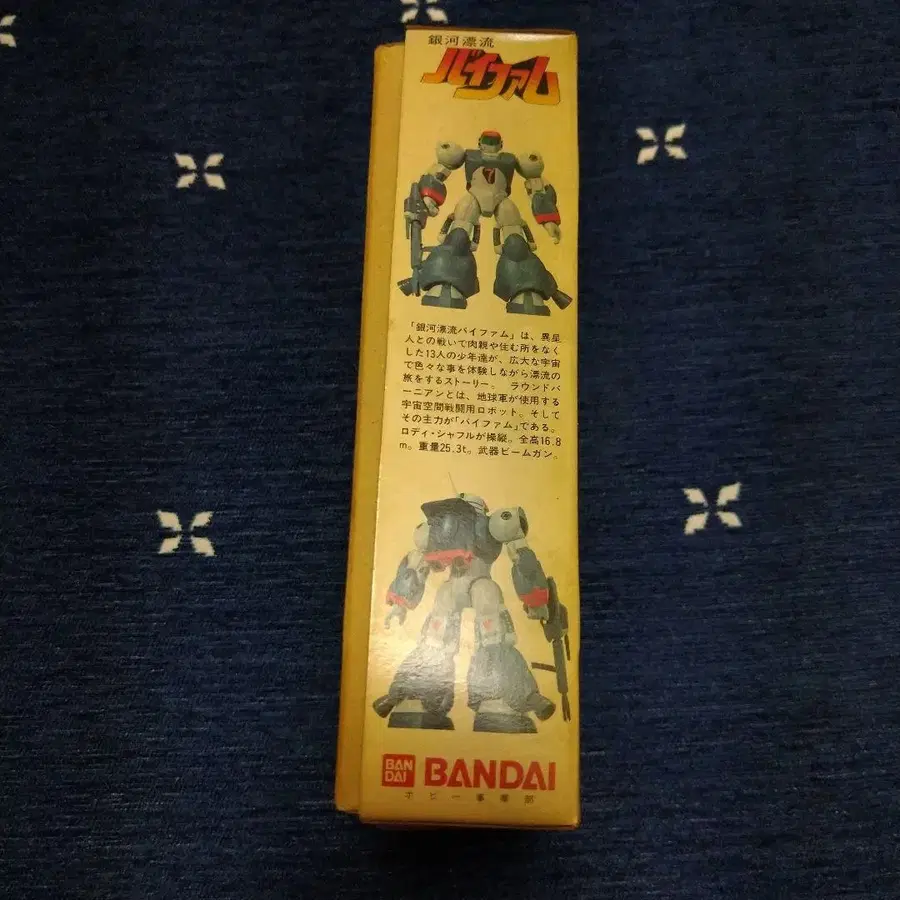 銀河漂流
バイファム
「銀河漂流バイファム」は、異星
人との戦いで肉親や住む所をなく
した13人の少年達が、広大な宇宙
で色々な事を体験しながら漂流の
旅をするストーリー。 ラウンドバ
ーニアンとは、地球軍が使用する
宇宙空間戦闘用ロボット。そして
その主力が「バイファム」である。
ロディ・シャフルが操縦。全高16.8
m。重量25.3t。武器ビームガン。
BAN
DAI
BANDAI
ホビー事業部